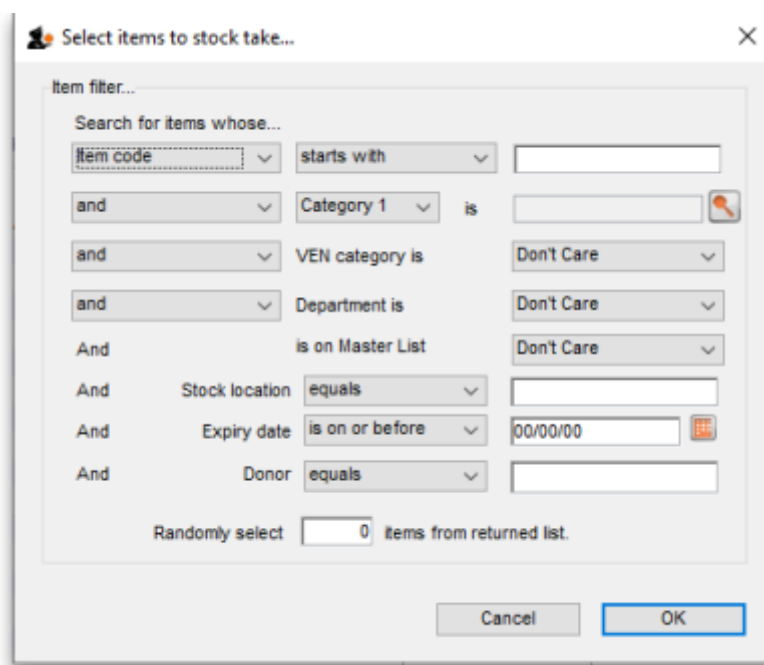 Select items to stock take...
Item filter...
Search for items whose...
Item code starts with
and Category 1 is
and VEN category is Don't Care
and Department is Don't Care
And is on Master List Don't Care
And Stock location equals
And Expiry date is on or before 00/00/00
And Donor equals
Randomly select 0 items from returned list.
Cancel OK